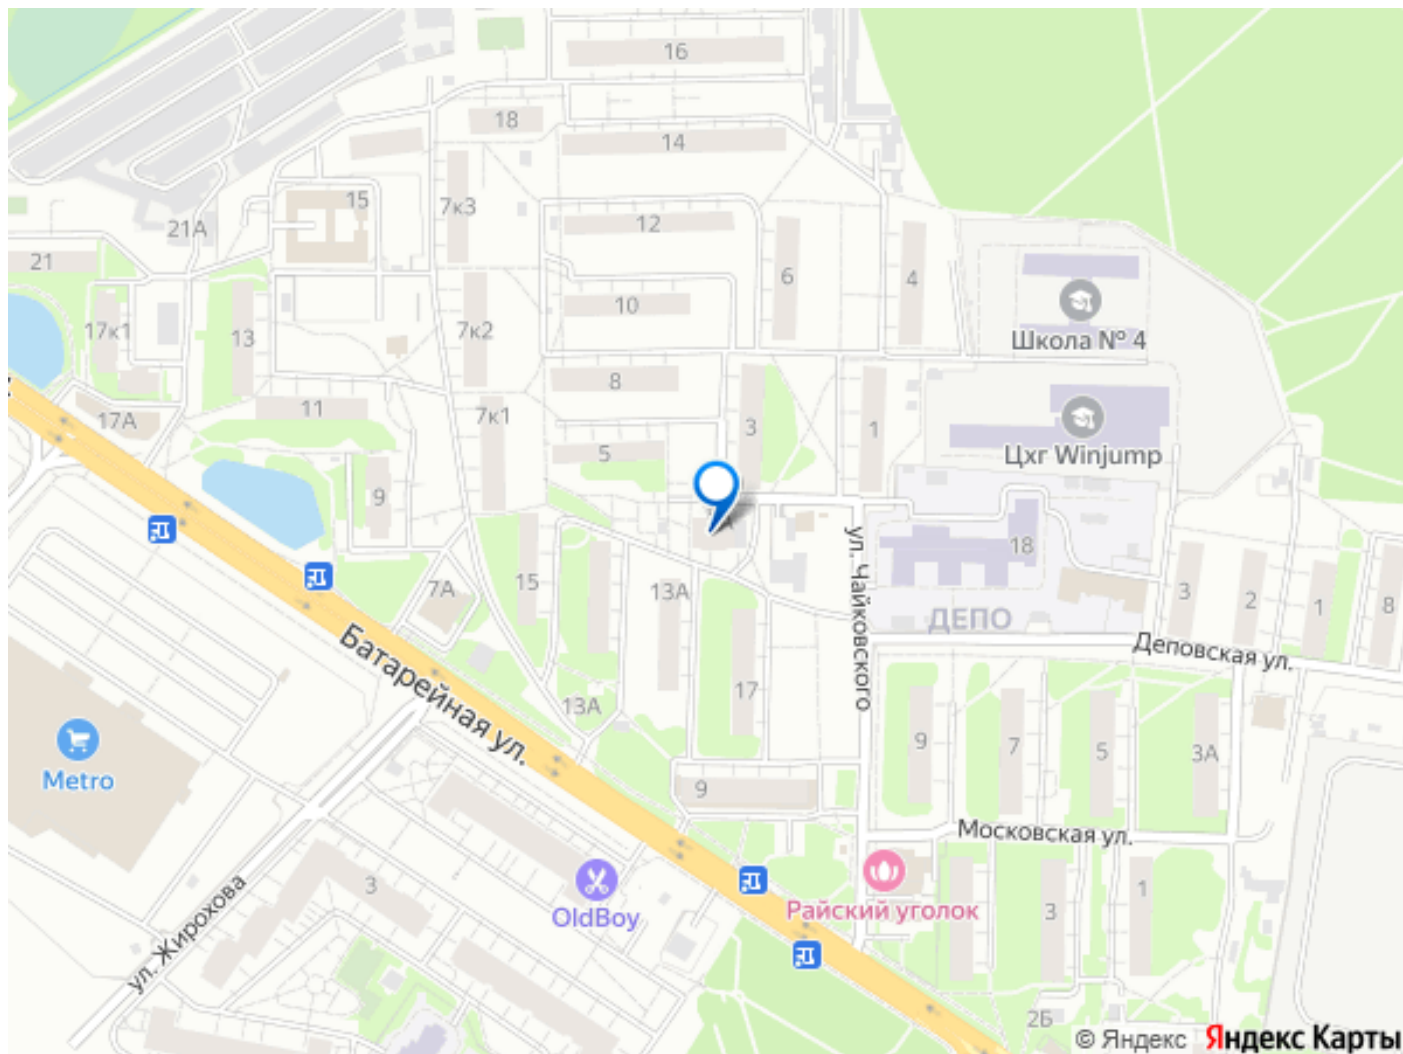 16
18
14
15
7к3
21А
12
21
6
4
10
Школа № 4
17к1
13
7к2
8
11
17А
7к1
3
1
5
Цхг Winjump
9
18
15
7А
13А
3
2
1
8
ДЕПО
ул. Чайковского
Деповская ул.
Батарейная ул.
17
13А
9
7
5
3А
Metro
9
Московская ул.
3
OldBoy
Райский уголок
3
1
ул. Жирохова
2Б
© Яндекс Яндекс Карты